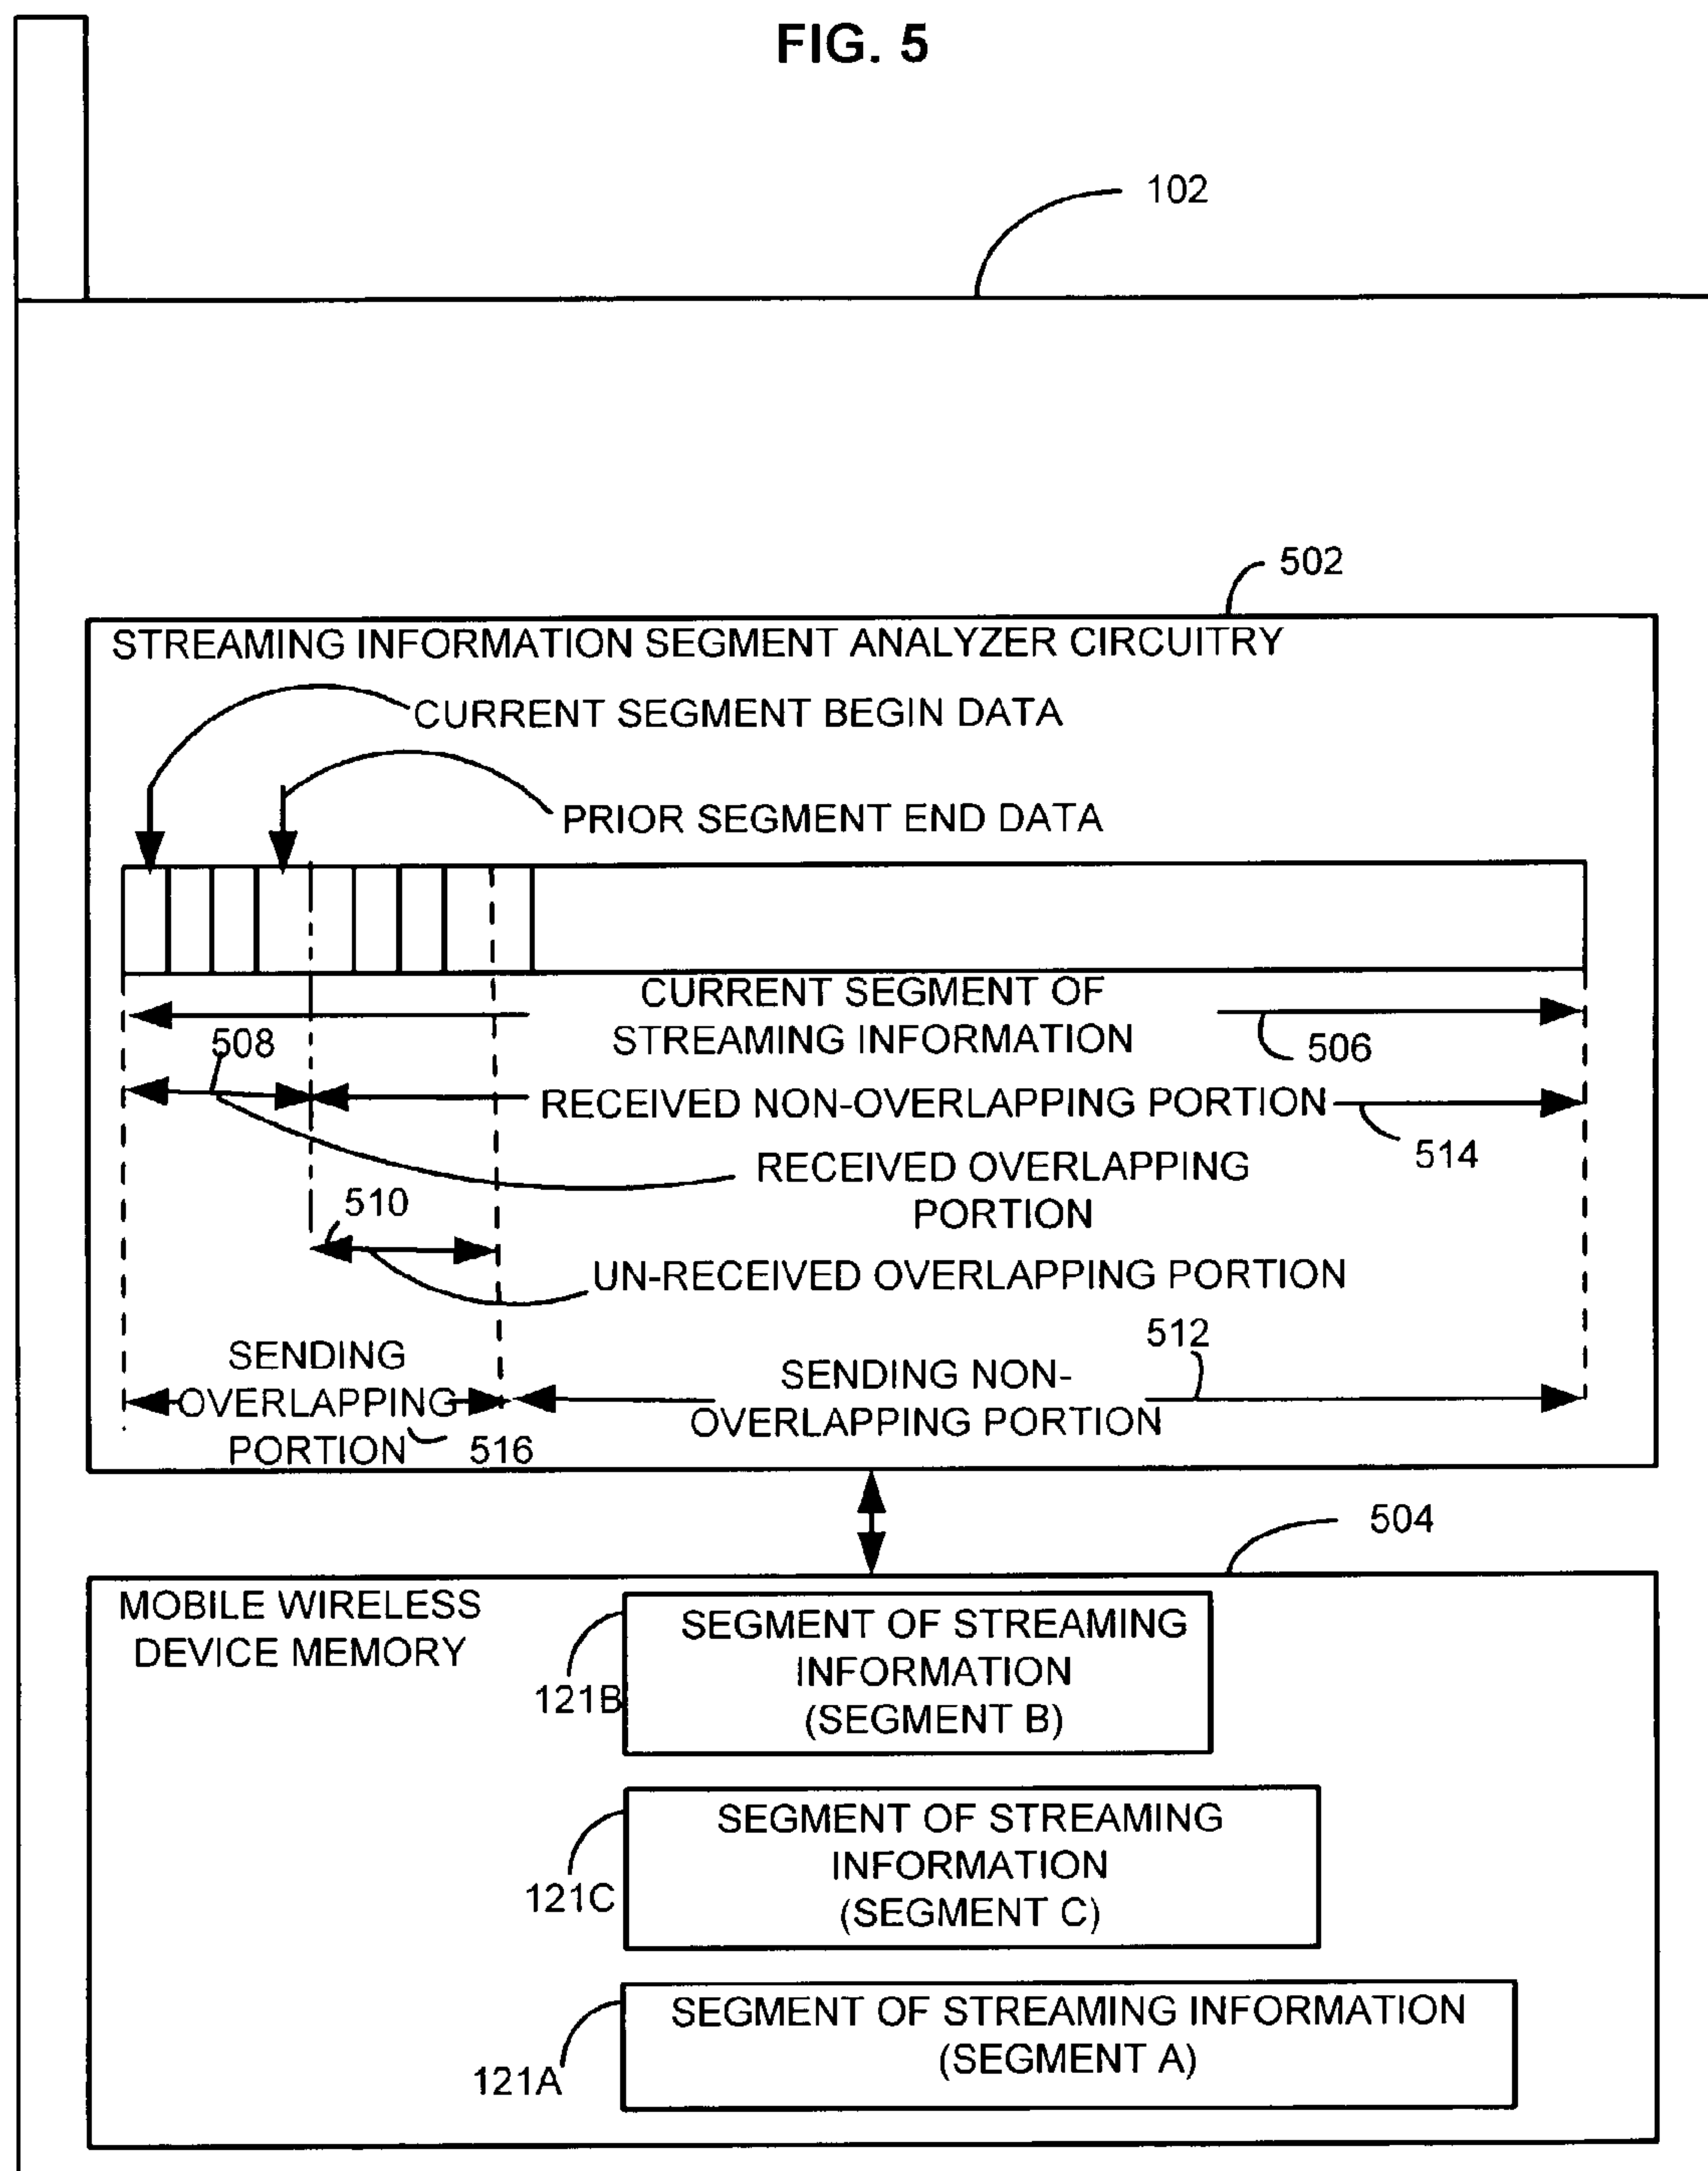 FIG. 5
102
502
STREAMING INFORMATION SEGMENT ANALYZER CIRCUITRY
CURRENT SEGMENT BEGIN DATA
PRIOR SEGMENT END DATA
CURRENT SEGMENT OF
STREAMING INFORMATION
506
508
RECEIVED NON-OVERLAPPING PORTION
514
RECEIVED OVERLAPPING
PORTION
510
UN-RECEIVED OVERLAPPING PORTION
512
SENDING
OVERLAPPING
PORTION
516
SENDING NON-
OVERLAPPING PORTION
504
MOBILE WIRELESS
DEVICE MEMORY
SEGMENT OF STREAMING
INFORMATION
(SEGMENT B)
121B
SEGMENT OF STREAMING
INFORMATION
(SEGMENT C)
121C
SEGMENT OF STREAMING INFORMATION
(SEGMENT A)
121A